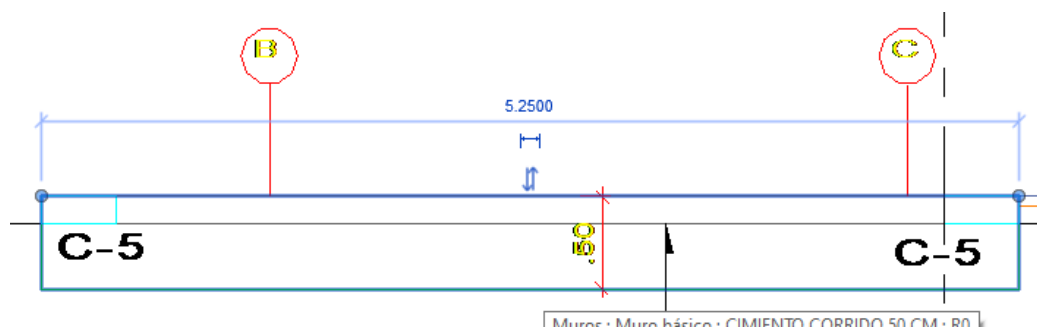 B
C
5.2500
C-5
.50
C-5
Muros : Muro básico : CIMIENTO CORRIDO 50 CM : R0